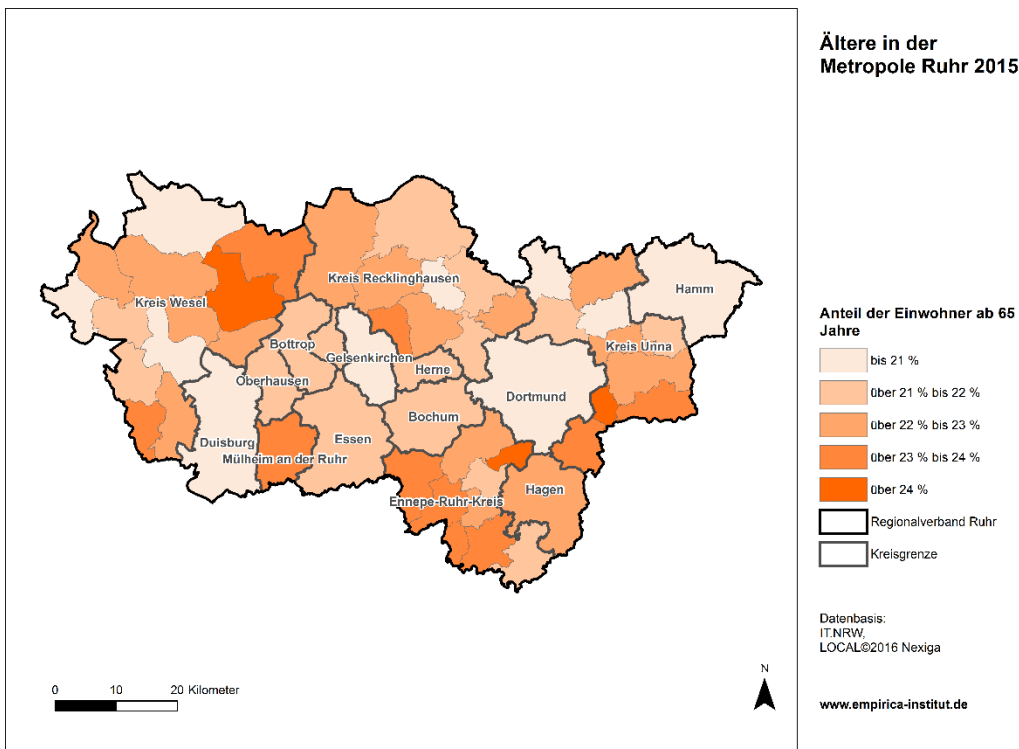 Ältere in der
Metropole Ruhr 2015
Hamm
Kreis Recklinghausen
Kreis Wesel
Bottrop
Kreis Unna
Gelsenkirchen
Herne
Oberhausen
Dortmund
Bochum
Essen
Duisburg
Mülheim an der Ruhr
Hagen
Ennepe-Ruhr-Kreis
Anteil der Einwohner ab 65
Jahre
bis 21 %
über 21 % bis 22 %
über 22 % bis 23 %
über 23 % bis 24 %
über 24 %
Regionalverband Ruhr
Kreisgrenze
Datenbasis:
IT.NRW,
LOCAL©2016 Nexiga
N
0 10 20 Kilometer
www.empirica-institut.de